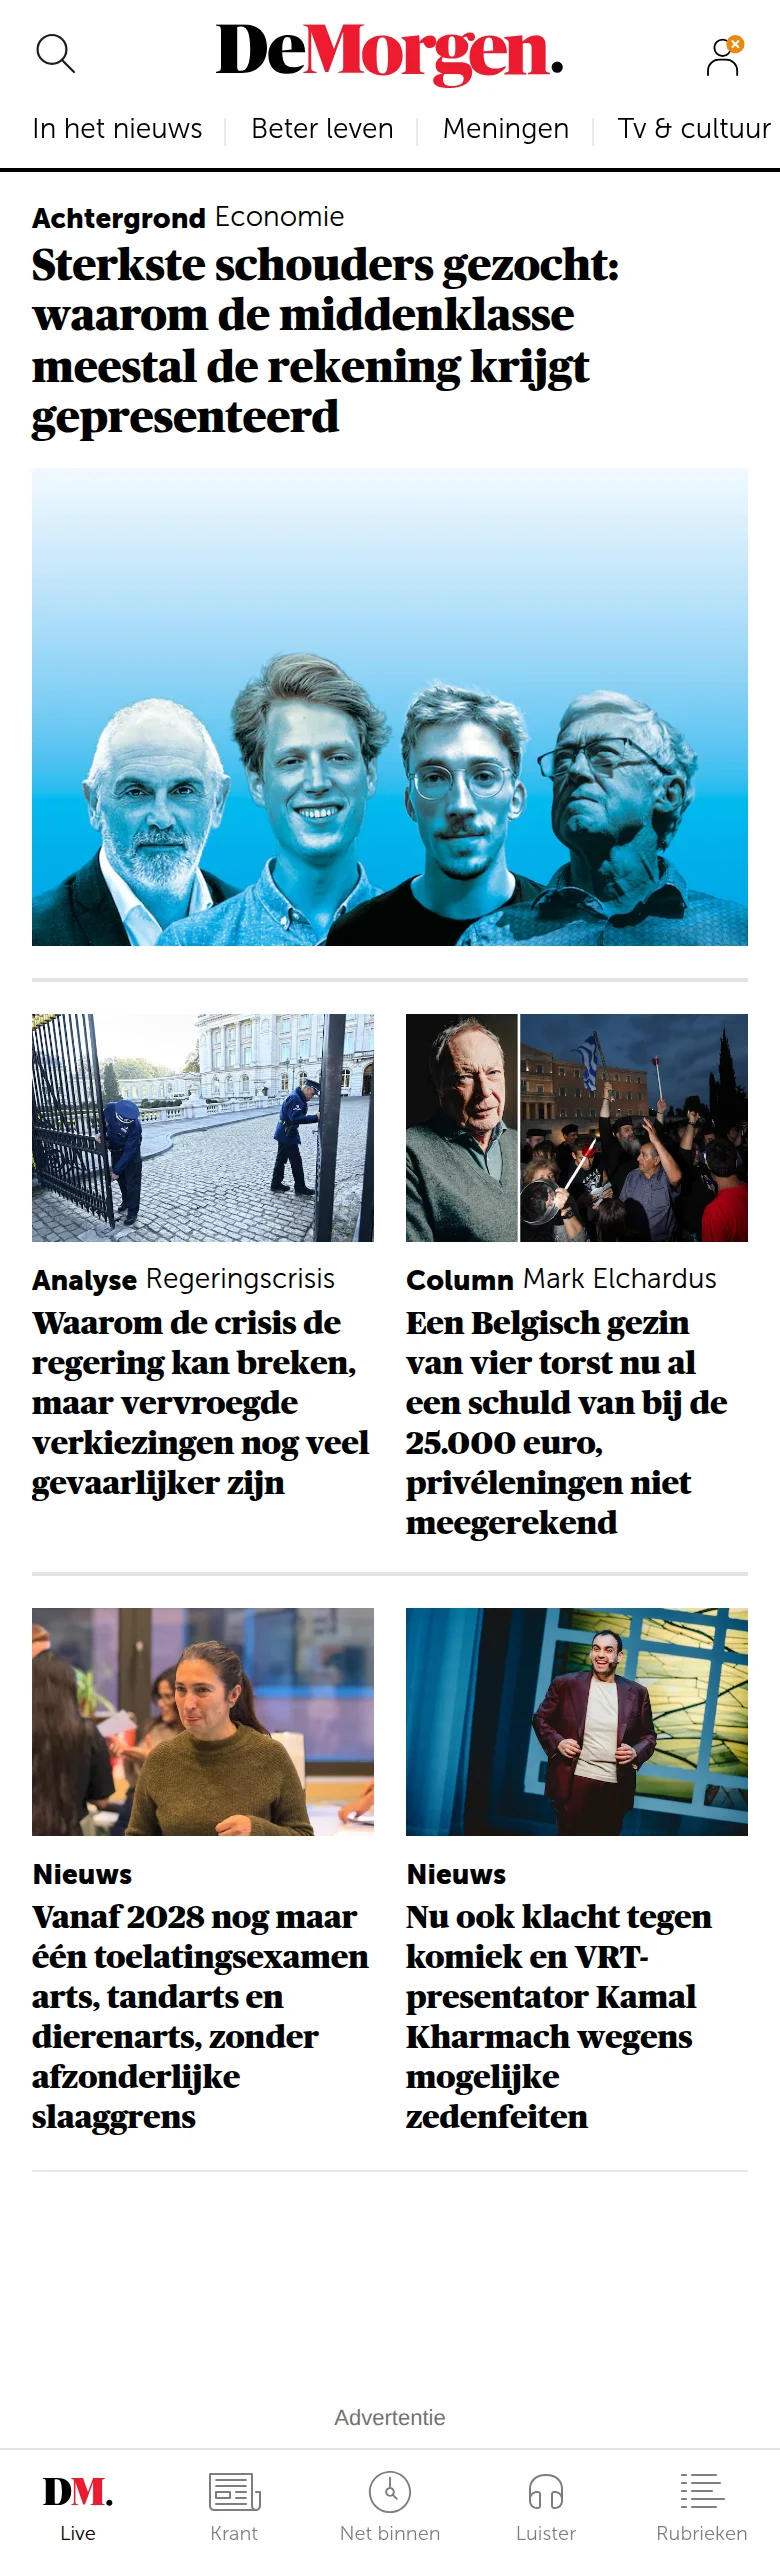 DeMorgen.
In het nieuws
Beter leven
Meningen
Tv & cultuur
Achtergrond Economie
Sterkste schouders gezocht:
waarom de middenklasse
meestal de rekening krijgt
gepresenteerd
Analyse Regeringscrisis
Waarom de crisis de
regering kan breken,
maar vervroegde
verkiezingen nog veel
gevaarlijker zijn
Column Mark Elchardus
Een Belgisch gezin
van vier torst nu al
een schuld van bij de
25.000 euro,
privéleningen niet
meegerekend
Nieuws
Vanaf 2028 nog maar
één toelatingsexamen
arts, tandarts en
dierenarts, zonder
afzonderlijke
slaaggrens
Nieuws
Nu ook klacht tegen
komiek en VRT-
presentator Kamal
Kharmach wegens
mogelijke
zedenfeiten
Advertentie
DM.
Live
Krant
Net binnen
Luister
Rubrieken